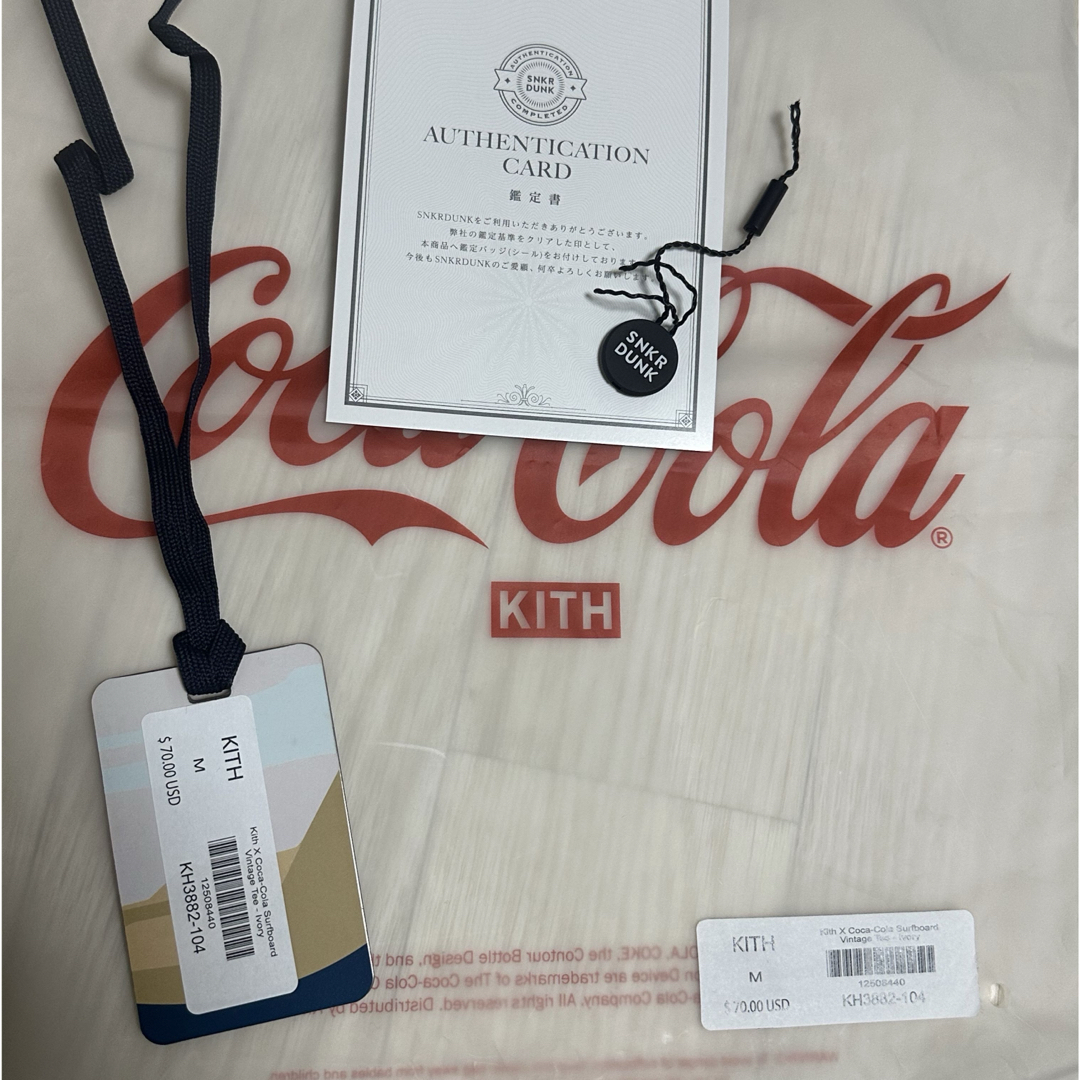 AUTHENTICATION
SNKR
DUNK
COMPLETED
AUTHENTICATION
CARD
鑑定書
SNKRDUNKをご利用いただきありがとうございます。
弊社の鑑定基準をクリアした印として、
本商品へ鑑定バッジ(シール)をお付けしております。
今後もSNKRDUNKのご愛顧、何卒よろしくお願いします。
SNKR
DUNK
Coca-Cola®
KITH
KITH
M
$ 70.00 USD
Kith X Coca-Cola Surfboard
Vintage Tee - Ivory
12508440
KH3882-104
KITH
M
$ 70.00 USD
Kith X Coca-Cola Surfboard
Vintage Tee - Ivory
12508440
KH3882-104
OLA, COKE, the Contour Bottle Design, and the
n Device are trademarks of The Coca-Cola
a-Cola Company. All rights reserved. Distributed by